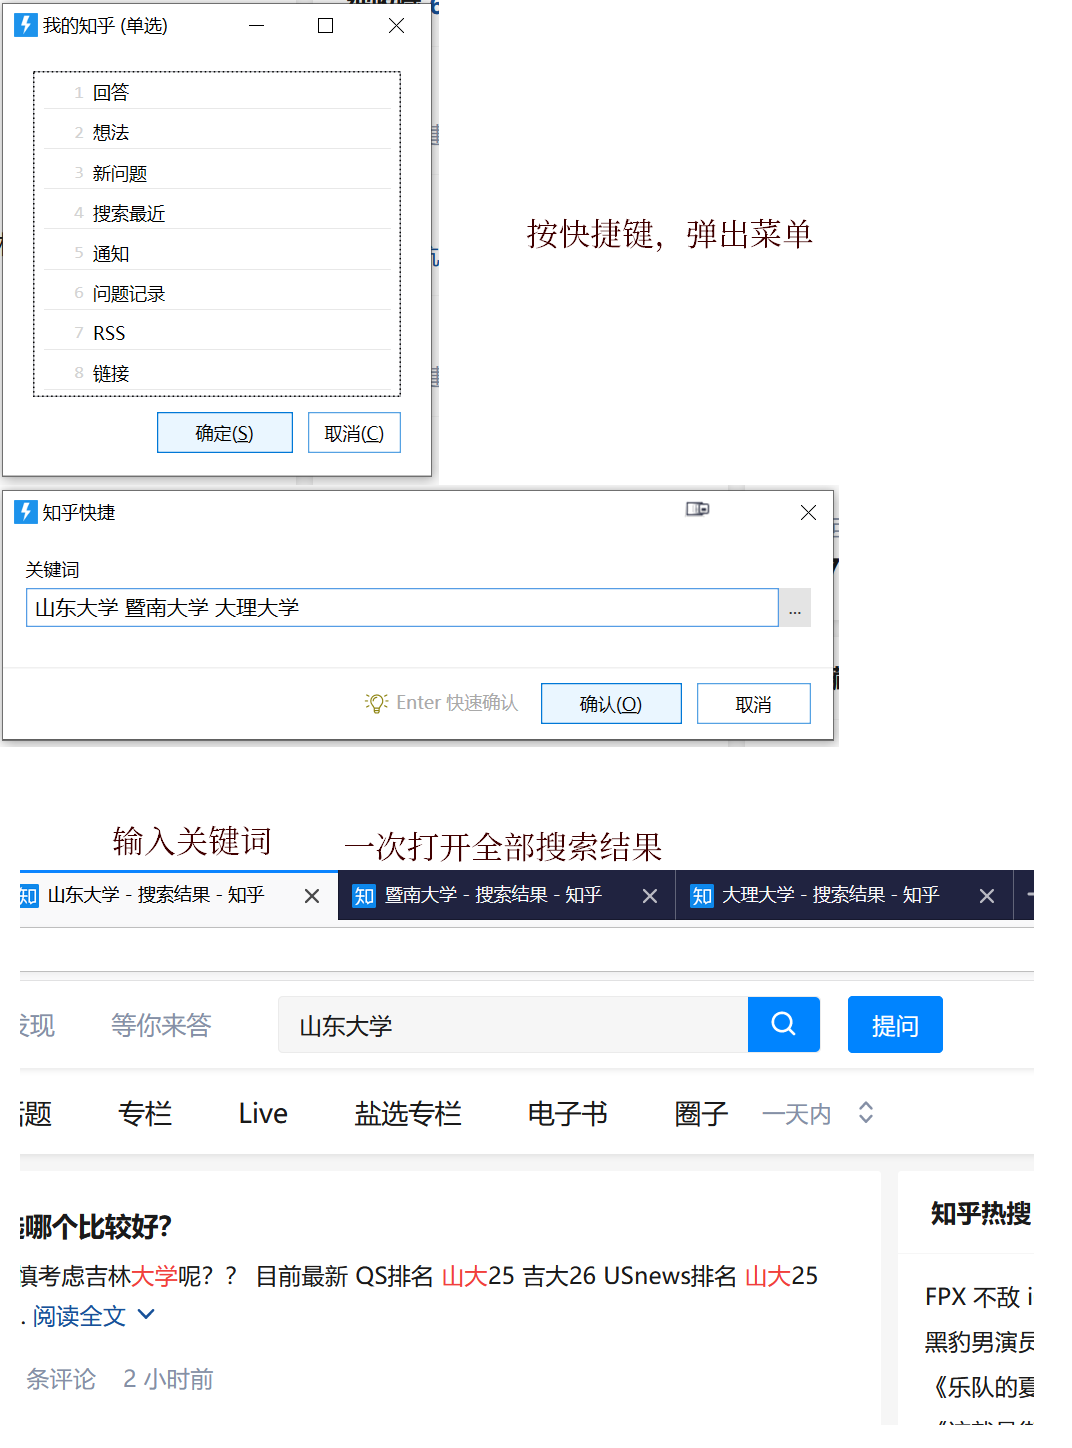 我的知乎 (单选)
1 回答
2 想法
3 新问题
4 搜索最近
5 通知
6 问题记录
7 RSS
8 链接
确定(S) 取消(C)
按快捷键，弹出菜单
知乎快捷
关键词
山东大学 暨南大学 大理大学 ...
Enter 快速确认 确认(O) 取消
输入关键词 一次打开全部搜索结果
知 山东大学 - 搜索结果 - 知乎 知 暨南大学 - 搜索结果 - 知乎 知 大理大学 - 搜索结果 - 知乎
发现 等你来答 山东大学 提问
话题 专栏 Live 盐选专栏 电子书 圈子 一天内
哪个比较好？ 知乎热搜
慎考虑吉林大学呢？？ 目前最新 QS排名 山大25 吉大26 USnews排名 山大25
. 阅读全文
条评论 2 小时前
FPX 不敌 i
黑豹男演员
《乐队的夏